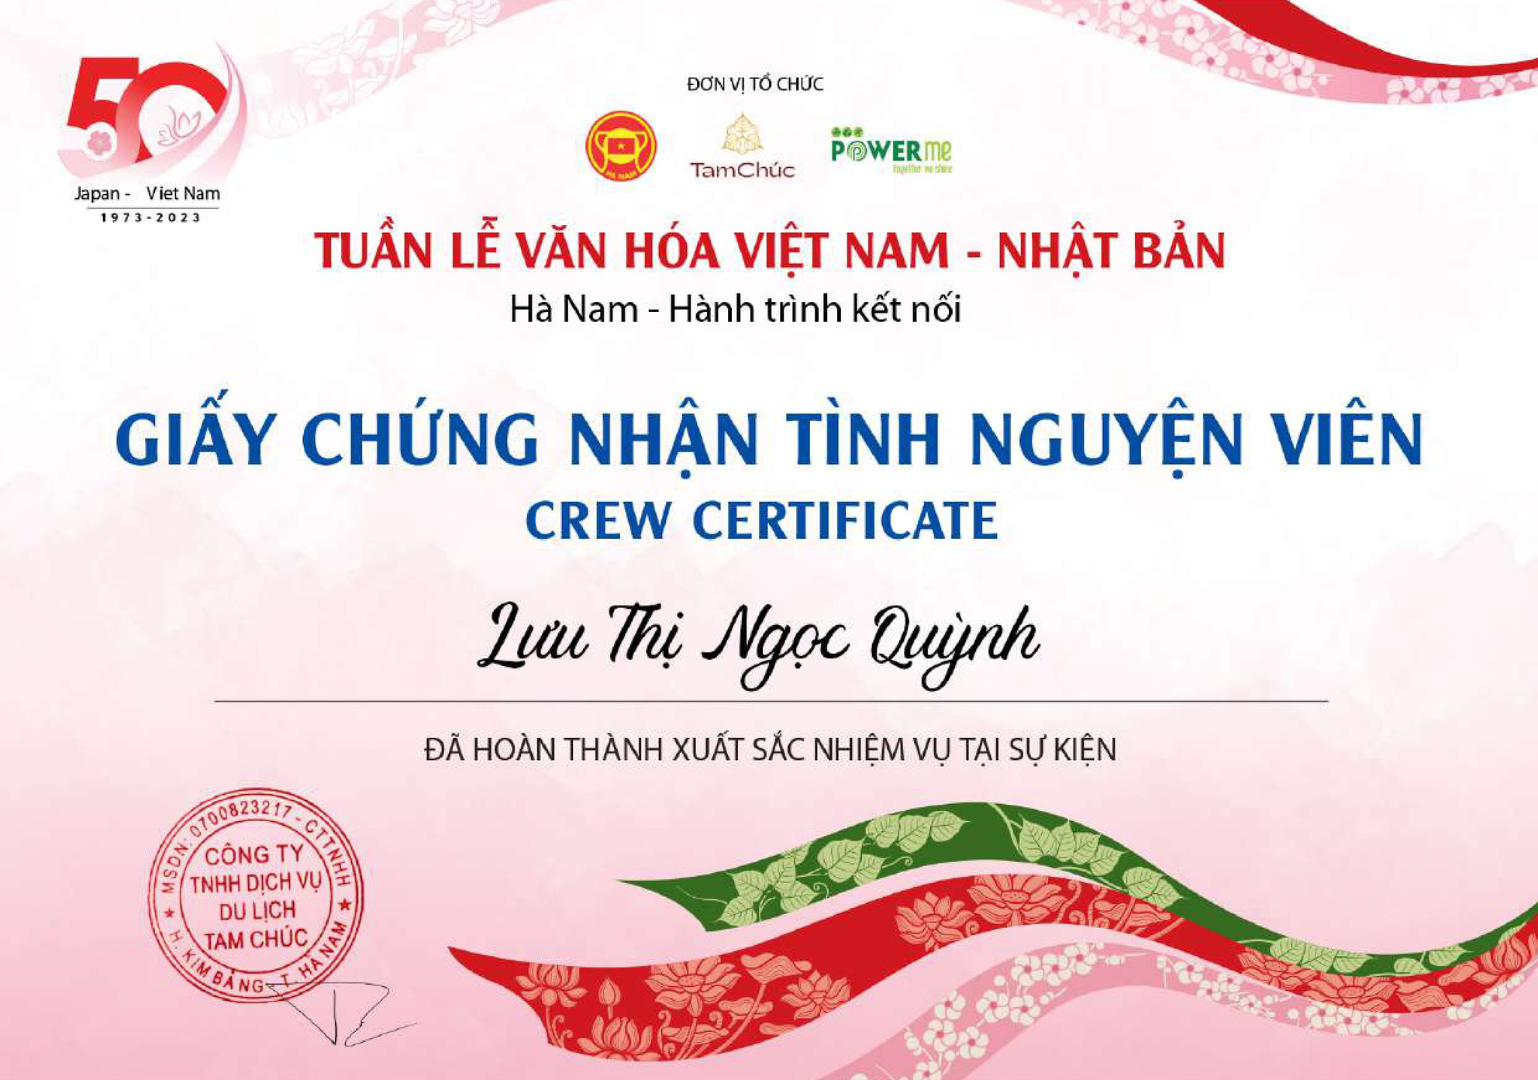 50
Japan - Viet Nam
1973-2023
ĐƠN VỊ TỔ CHỨC
HÀ NAM
TamChúc
POWER me
together we shine
TUẦN LỄ VĂN HÓA VIỆT NAM - NHẬT BẢN
Hà Nam - Hành trình kết nối
GIẤY CHỨNG NHẬN TÌNH NGUYỆN VIÊN
CREW CERTIFICATE
Lưu Thị Ngọc Quỳnh
ĐÃ HOÀN THÀNH XUẤT SẮC NHIỆM VỤ TẠI SỰ KIỆN
MSDN: 0700823217 - CTTNHH
CÔNG TY
TNHH DỊCH VỤ
DU LỊCH
TAM CHÚC
H. KIM BẢNG - T. HÀ NAM